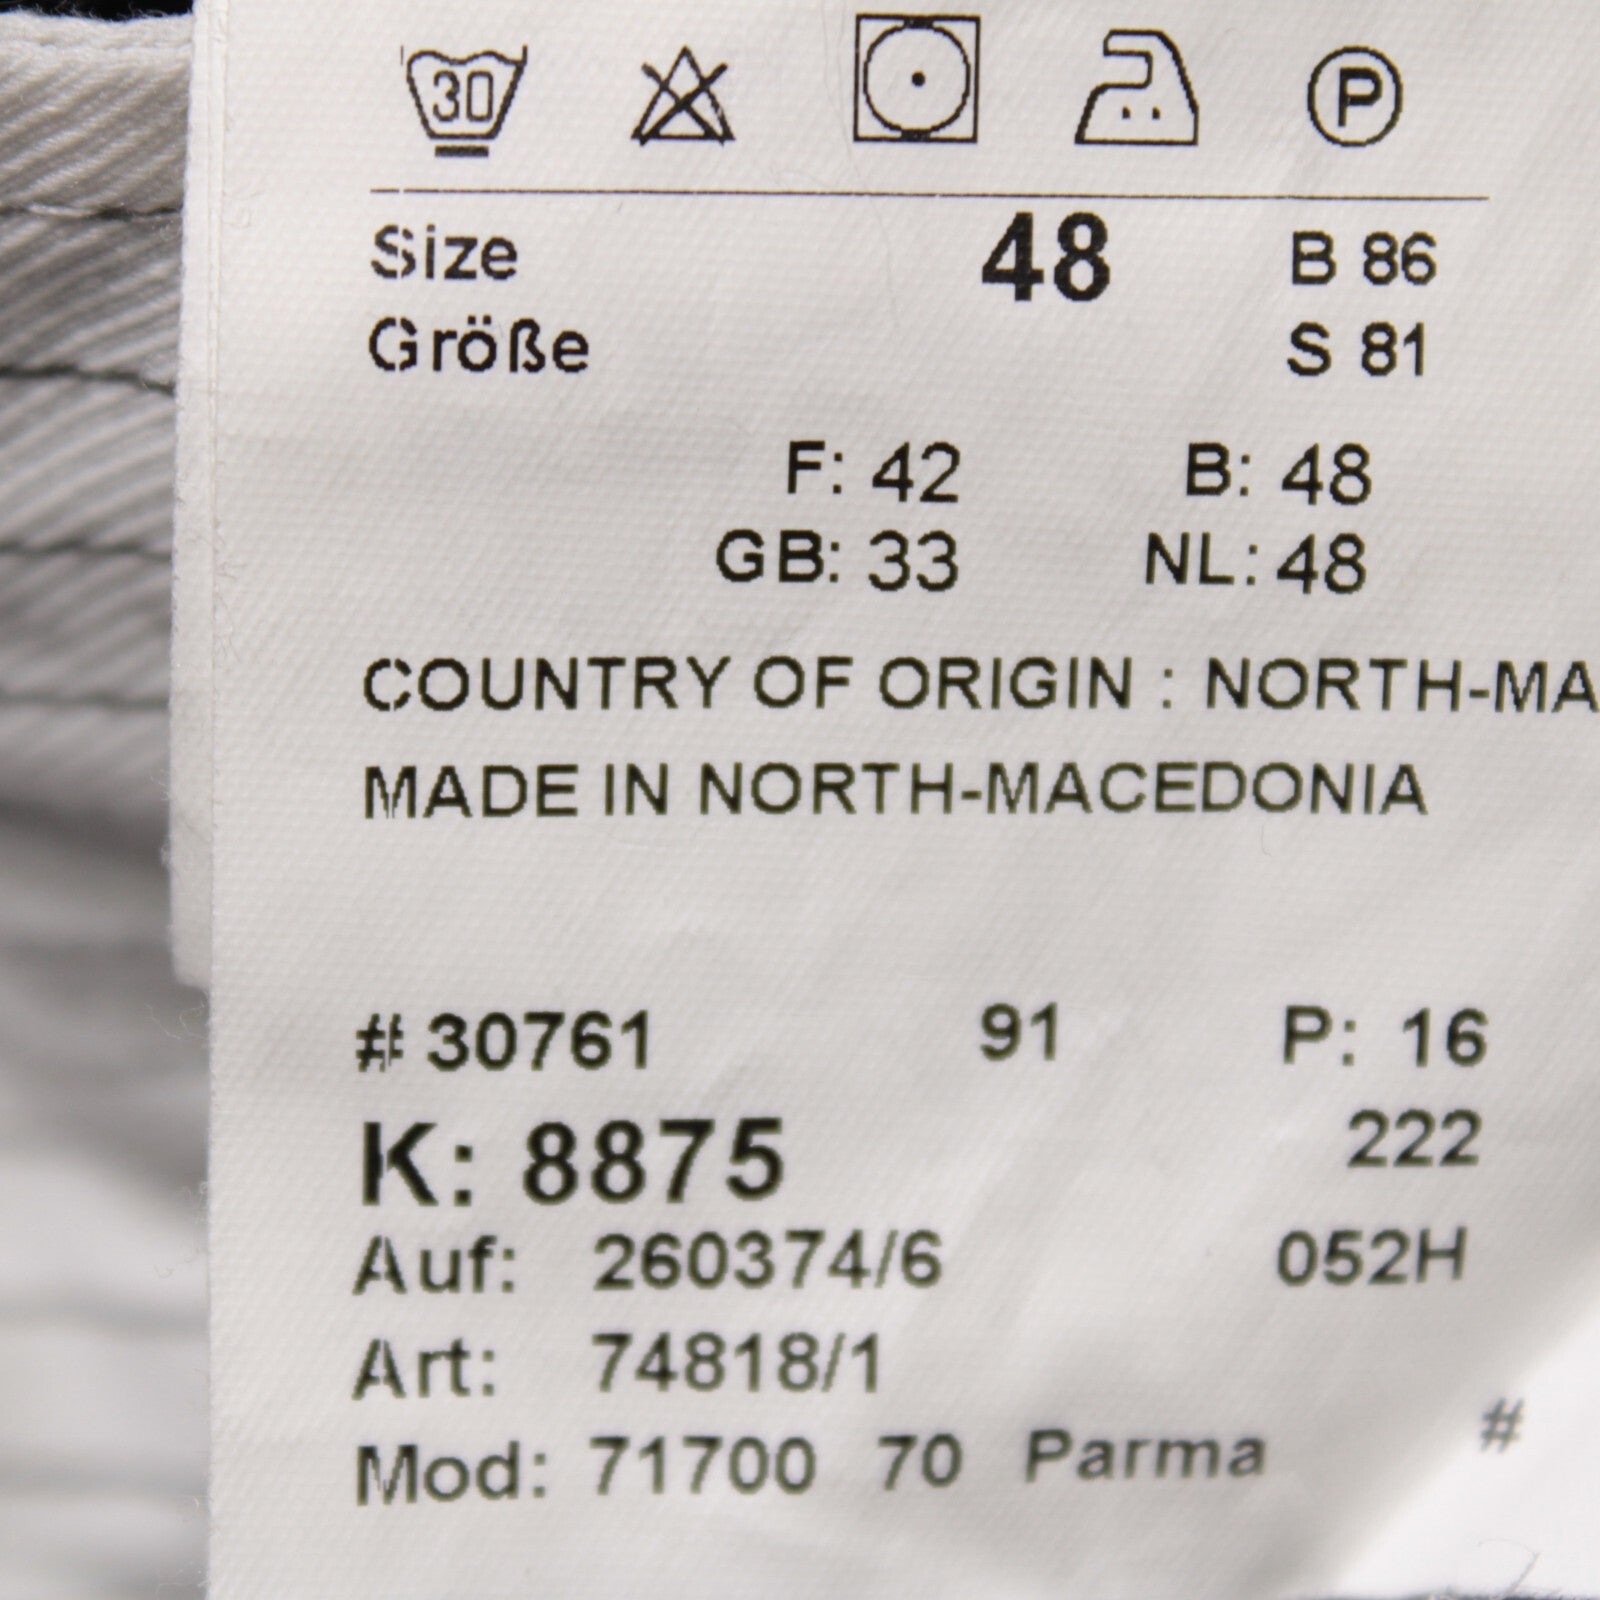 30 P
Size 48 B 86
Größe S 81
F: 42 B: 48
GB: 33 NL: 48
COUNTRY OF ORIGIN : NORTH-MA
MADE IN NORTH-MACEDONIA
# 30761 91 P: 16
K: 8875 222
Auf: 260374/6 052H
Art: 74818/1
Mod: 71700 70 Parma #